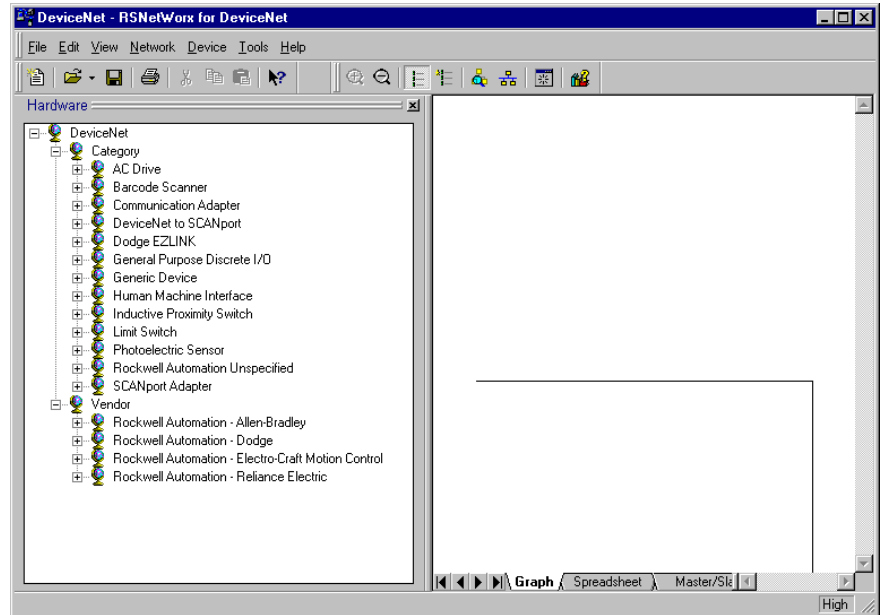 DeviceNet - RSNetWorx for DeviceNet
File Edit View Network Device Tools Help
Hardware
DeviceNet
Category
AC Drive
Barcode Scanner
Communication Adapter
DeviceNet to SCANport
Dodge EZLINK
General Purpose Discrete I/O
Generic Device
Human Machine Interface
Inductive Proximity Switch
Limit Switch
Photoelectric Sensor
Rockwell Automation Unspecified
SCANport Adapter
Vendor
Rockwell Automation - Allen-Bradley
Rockwell Automation - Dodge
Rockwell Automation - Electro-Craft Motion Control
Rockwell Automation - Reliance Electric
Graph Spreadsheet Master/Sla
High